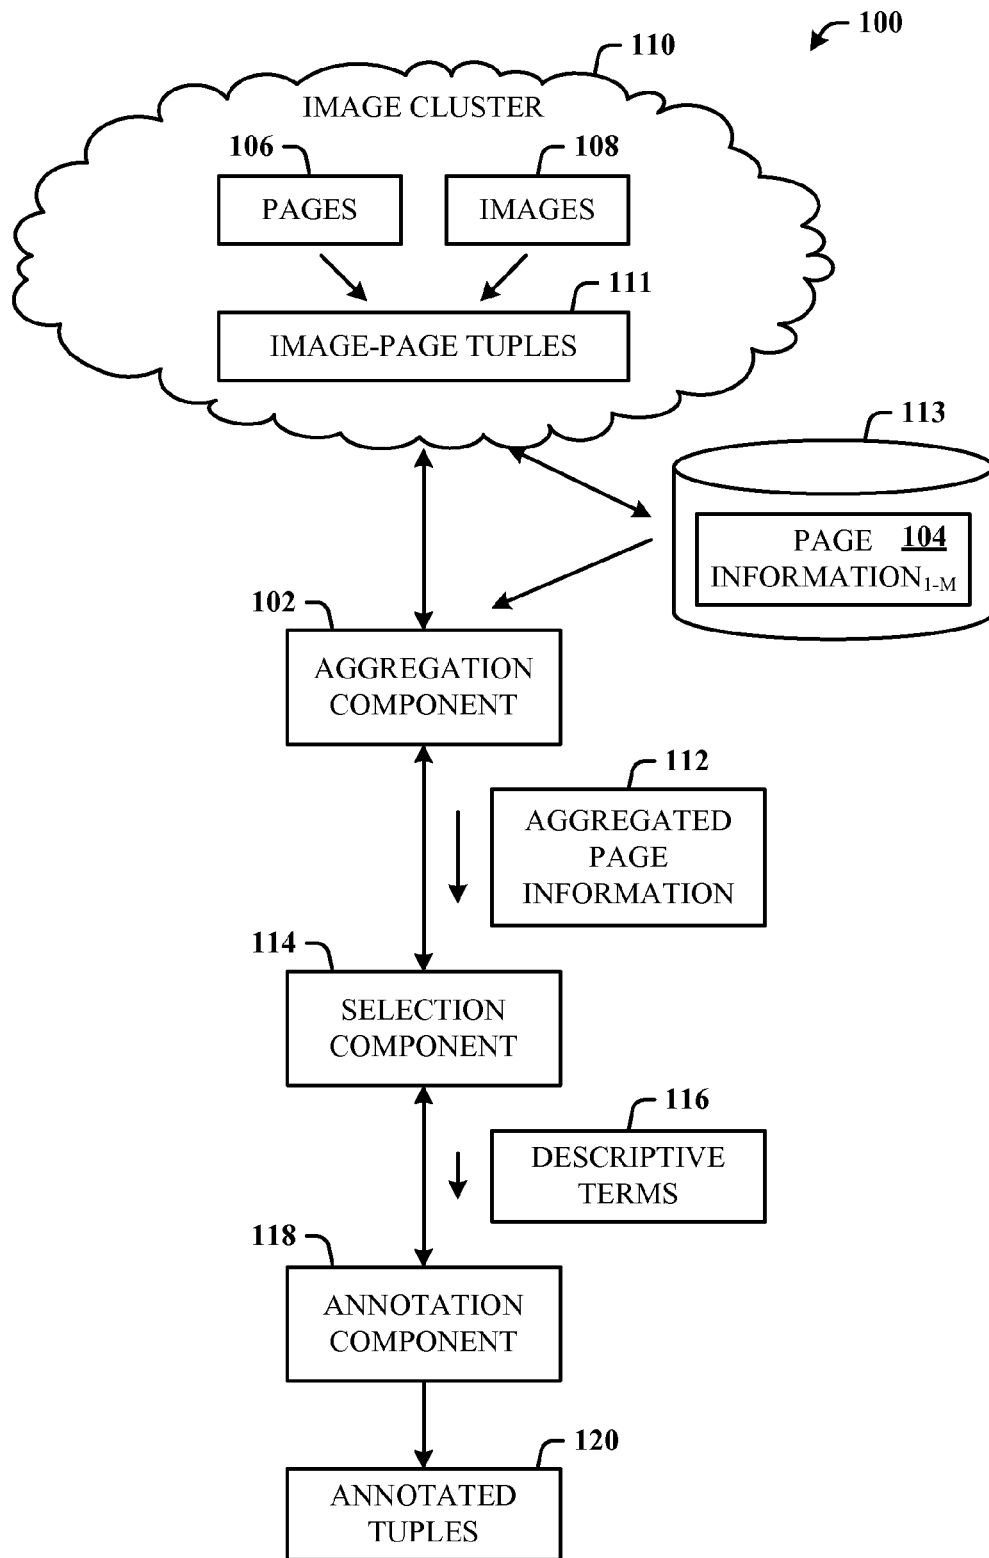 100
110
IMAGE CLUSTER
106
108
PAGES
IMAGES
111
IMAGE-PAGE TUPLES
113
PAGE 104
INFORMATION1-M
102
AGGREGATION
COMPONENT
112
AGGREGATED
PAGE
INFORMATION
114
SELECTION
COMPONENT
116
DESCRIPTIVE
TERMS
118
ANNOTATION
COMPONENT
120
ANNOTATED
TUPLES